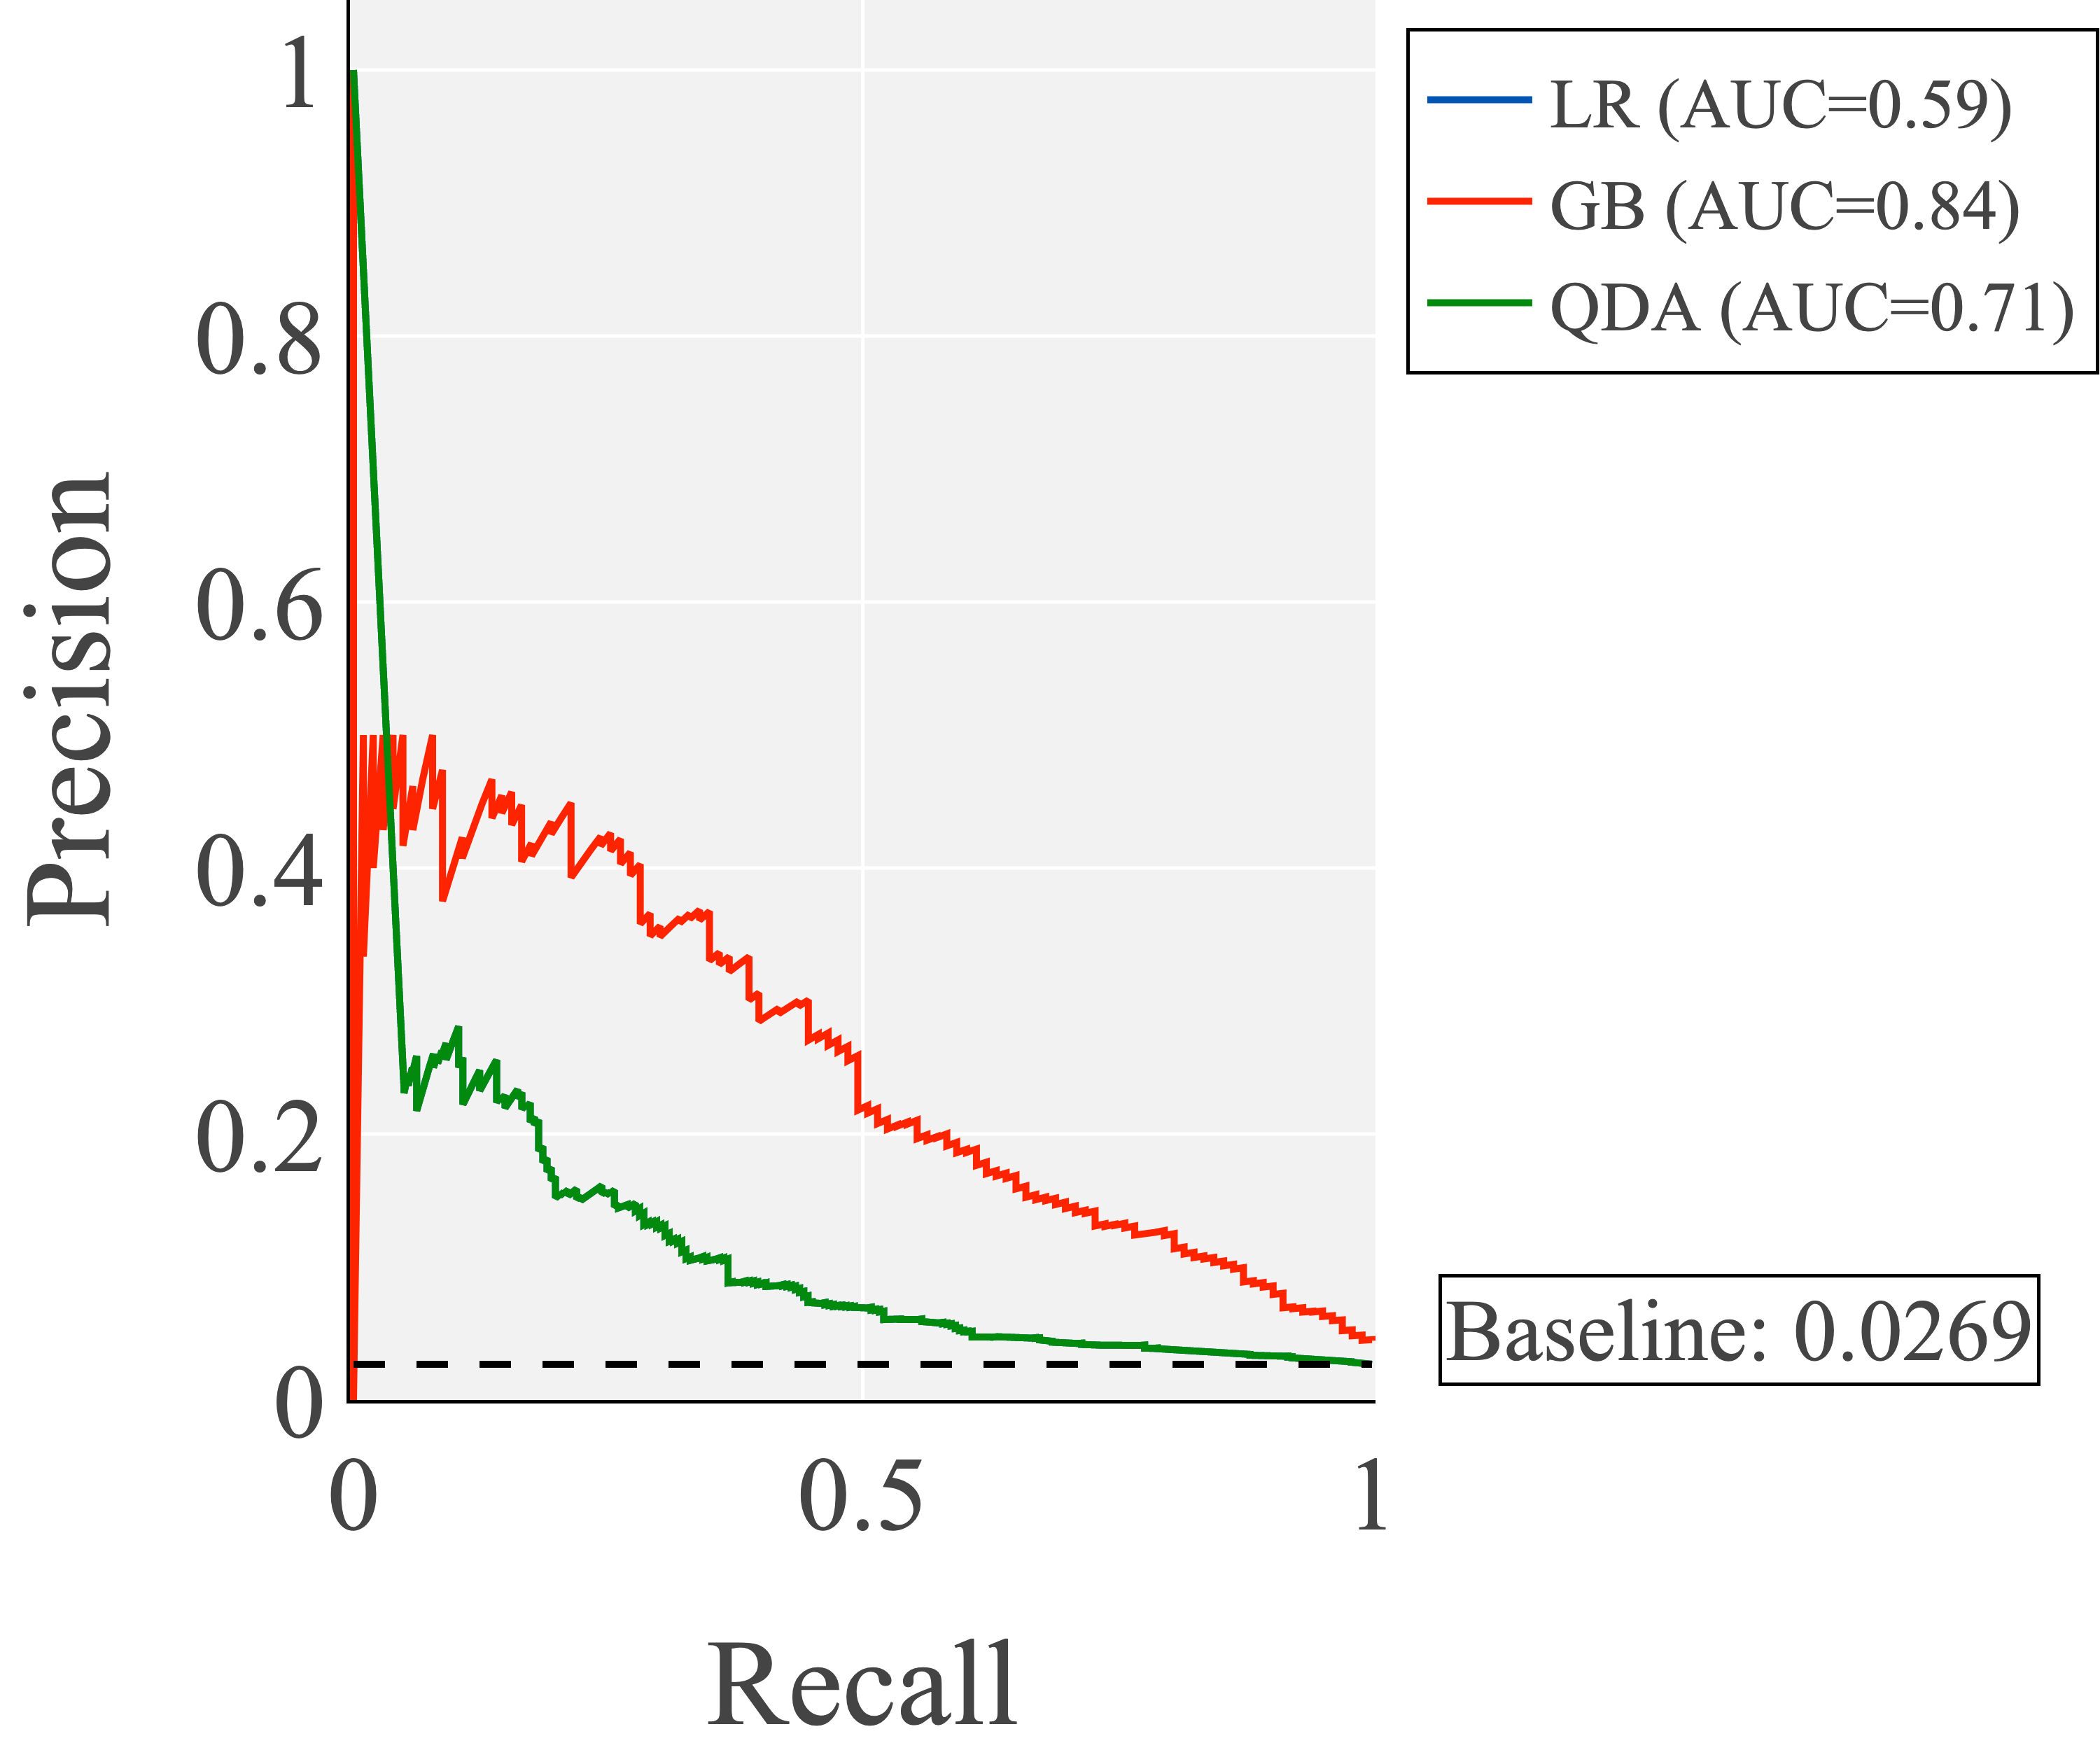 1
0.8
0.6
0.4
0.2
0
Precision
0
0.5
1
Recall
LR (AUC=0.59)
GB (AUC=0.84)
QDA (AUC=0.71)
Baseline: 0.0269